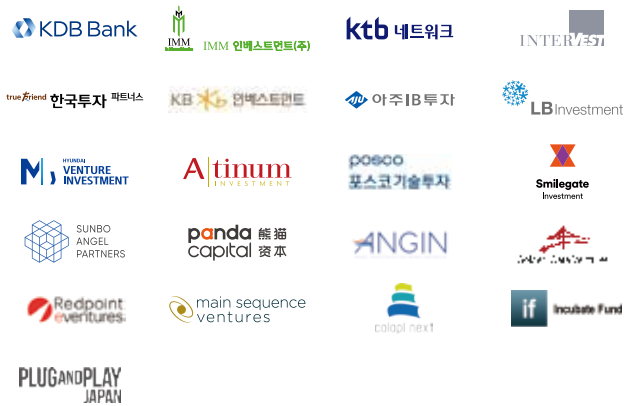 KDB Bank
IMM
IMM 인베스트먼트(주)
ktb 네트워크
INTERVEST
true friend 한국투자 파트너스
KB 인베스트먼트
AJU 아주IB투자
LB Investment
HYUNDAI
VENTURE
INVESTMENT
Atinum
INVESTMENT
posco
포스코기술투자
Smilegate
Investment
SUNBO
ANGEL
PARTNERS
panda 熊猫
capital 资本
ANGIN
Redpoint
eventures
main sequence
ventures
colopl next
if Incubate Fund
PLUGANDPLAY
JAPAN